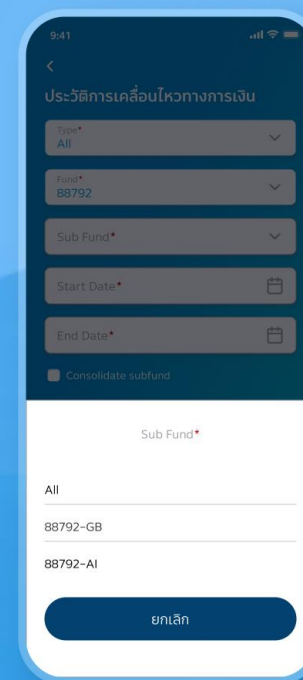 9:41
ประวัติการเคลื่อนไหวทางการเงิน
Type*
All
Fund*
88792
Sub Fund*
Start Date*
End Date*
Consolidate subfund
Sub Fund*
All
88792-GB
88792-AI
ยกเลิก